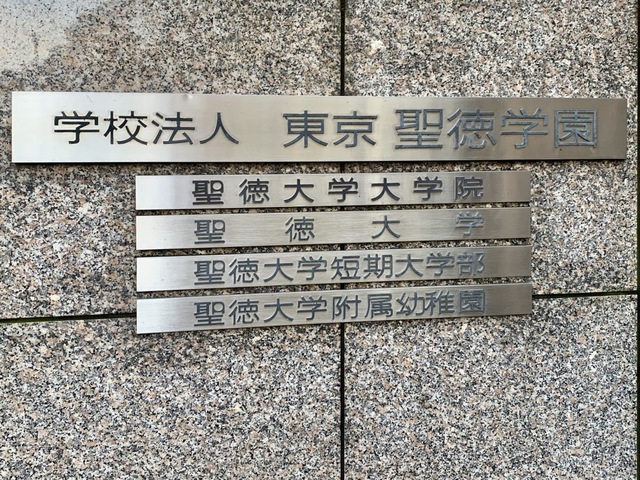 学校法人 東京聖徳学園
聖徳大学大学院
聖徳大学
聖徳大学短期大学部
聖徳大学附属幼稚園